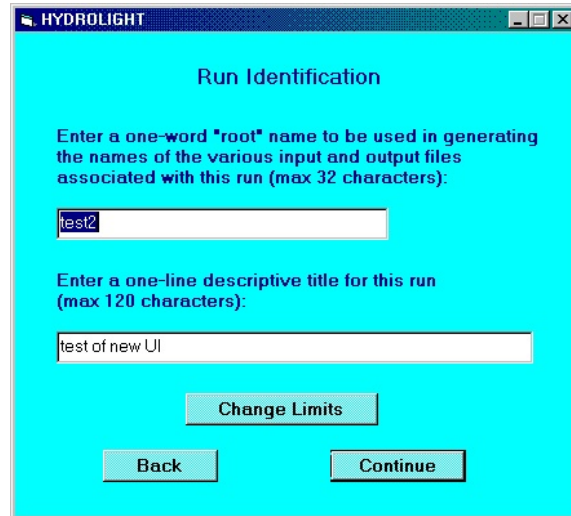 HYDROLIGHT
Run Identification
Enter a one-word "root" name to be used in generating
the names of the various input and output files
associated with this run (max 32 characters):
test2
Enter a one-line descriptive title for this run
(max 120 characters):
test of new UI
Change Limits
Back Continue